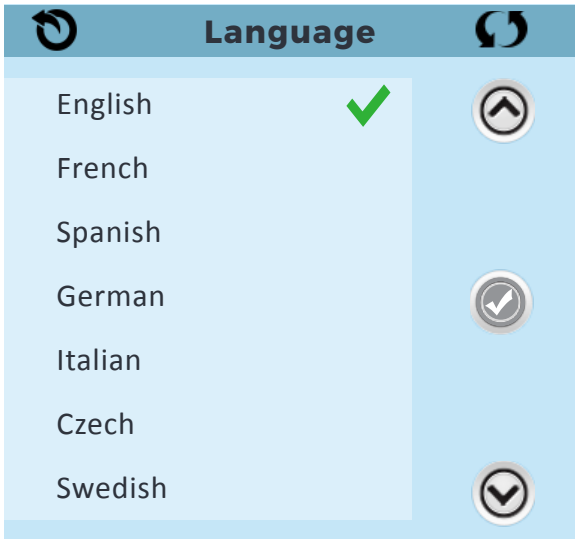 Language
English
French
Spanish
German
Italian
Czech
Swedish